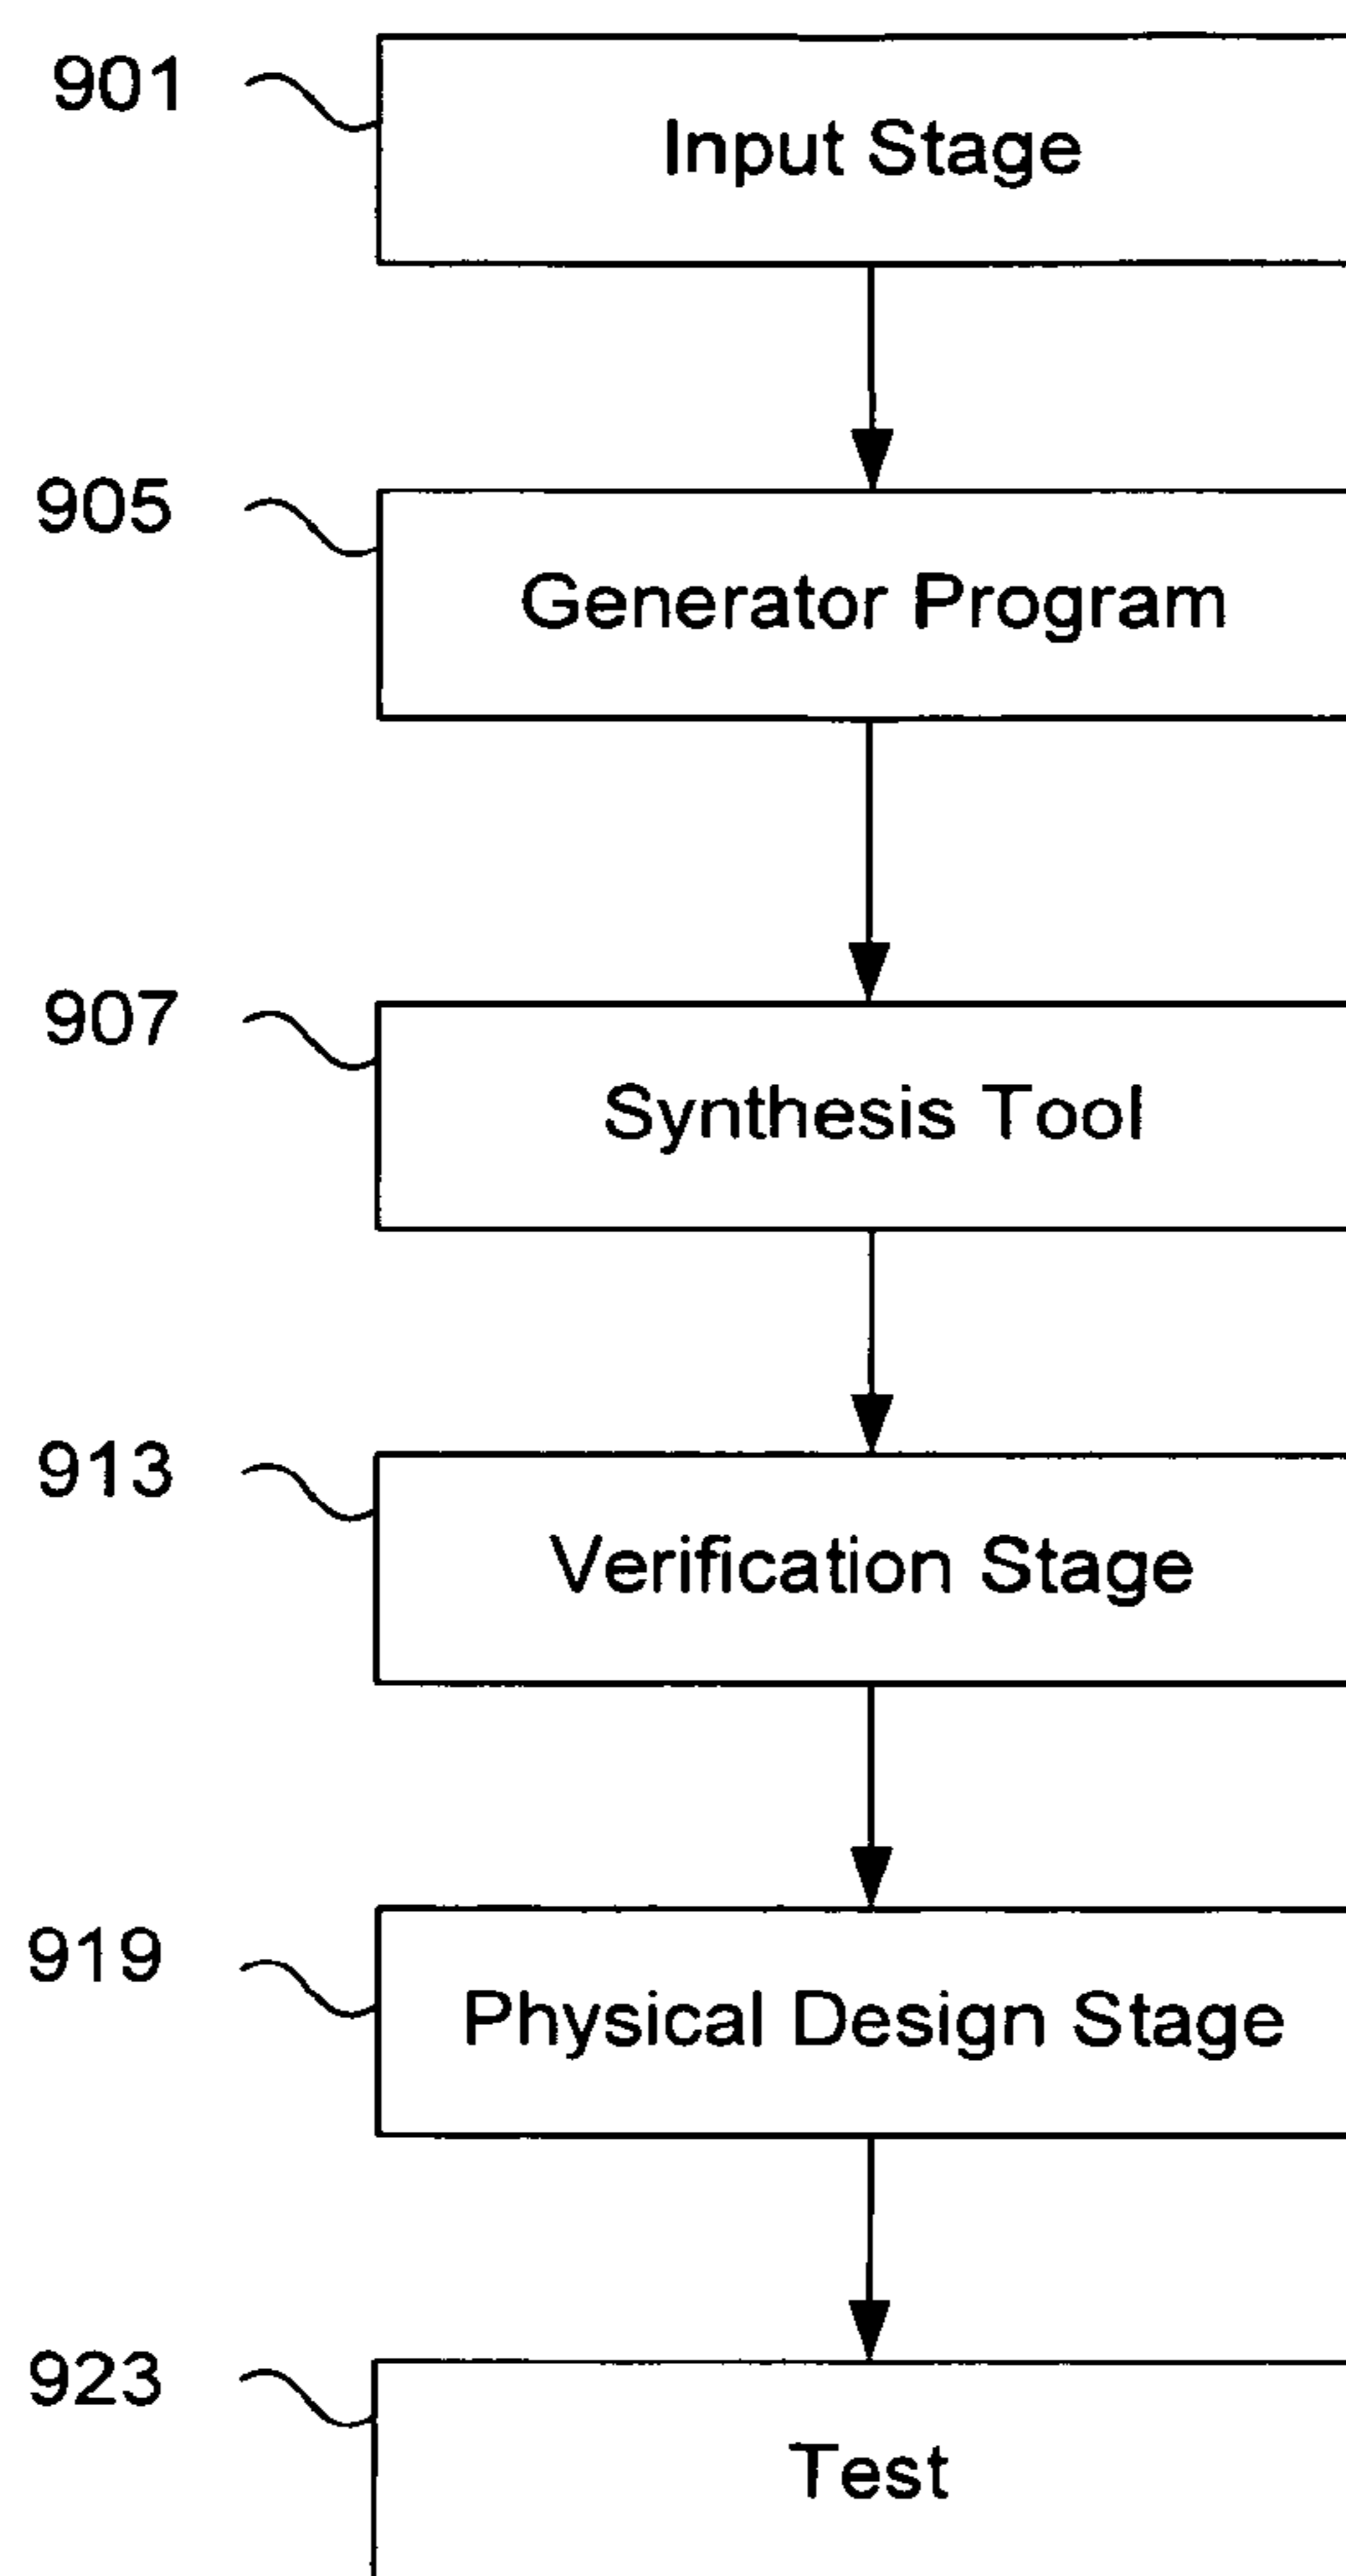 901
Input Stage
905
Generator Program
907
Synthesis Tool
913
Verification Stage
919
Physical Design Stage
923
Test